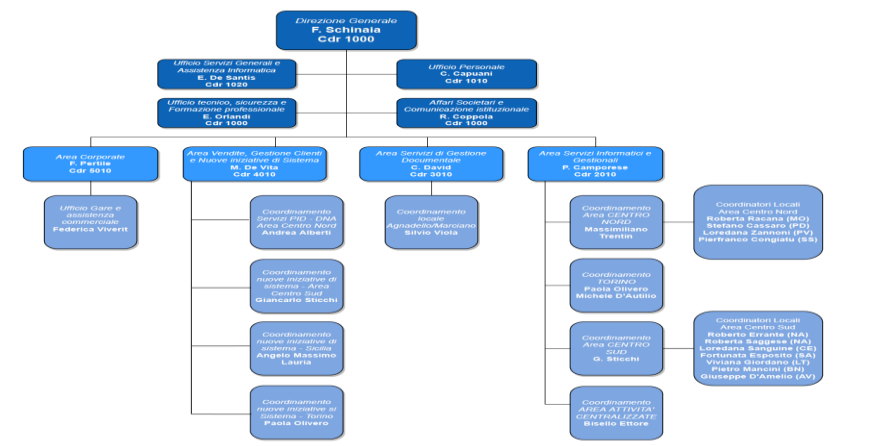 Direzione Generale
F. Schinaia
Cdr 1000
Ufficio Servizi Generali e
Assistenza Informatica
E. De Santis
Cdr 1020
Ufficio Personale
C. Capuani
Cdr 1010
Ufficio tecnico, sicurezza e
Formazione professionale
E. Orlandi
Cdr 1000
Affari Societari e
Comunicazione istituzionale
R. Coppola
Cdr 1000
Area Corporate
F. Pertile
Cdr 5010
Area Vendite, Gestione Clienti
e Nuove iniziative di Sistema
M. De Vita
Cdr 4010
Area Serivizi di Gestione
Documentale
C. David
Cdr 3010
Area Servizi Informatici e
Gestionali
P. Camporese
Cdr 2010
Ufficio Gare e
assistenza
commerciale
Federica Viverit
Coordinamento
Servizi PID - DNA
Area Centro Nord
Andrea Alberti
Coordinamento
nuove iniziative di
sistema - Area
Centro Sud
Giancarlo Sticchi
Coordinamento
nuove iniziative di
sistema - Sicilia
Angelo Massimo
Lauria
Coordinamento
nuove iniziative si
Sistema - Torino
Paola Olivero
Coordinamento
locale
Agnadello/Marciano
Silvio Viola
Coordinamento
Area CENTRO
NORD
Massimiliano
Trentin
Coordinatori Locali
Area Centro Nord
Roberta Racana (MO)
Stefano Cassaro (PD)
Loredana Zannoni (PV)
Pierfranco Congiatu (SS)
Coordinamento
TORINO
Paola Olivero
Michele D'Autilio
Coordinamento
Area CENTRO
SUD
G. Sticchi
Coordinatori Locali
Area Centro Sud
Roberto Errante (NA)
Roberta Saggese (NA)
Loredana Sanguine (CE)
Fortunata Esposito (SA)
Viviana Giordano (LT)
Pietro Mancini (BN)
Giuseppe D'Amelio (AV)
Coordinamento
AREA ATTIVITA'
CENTRALIZZATE
Bisello Ettore